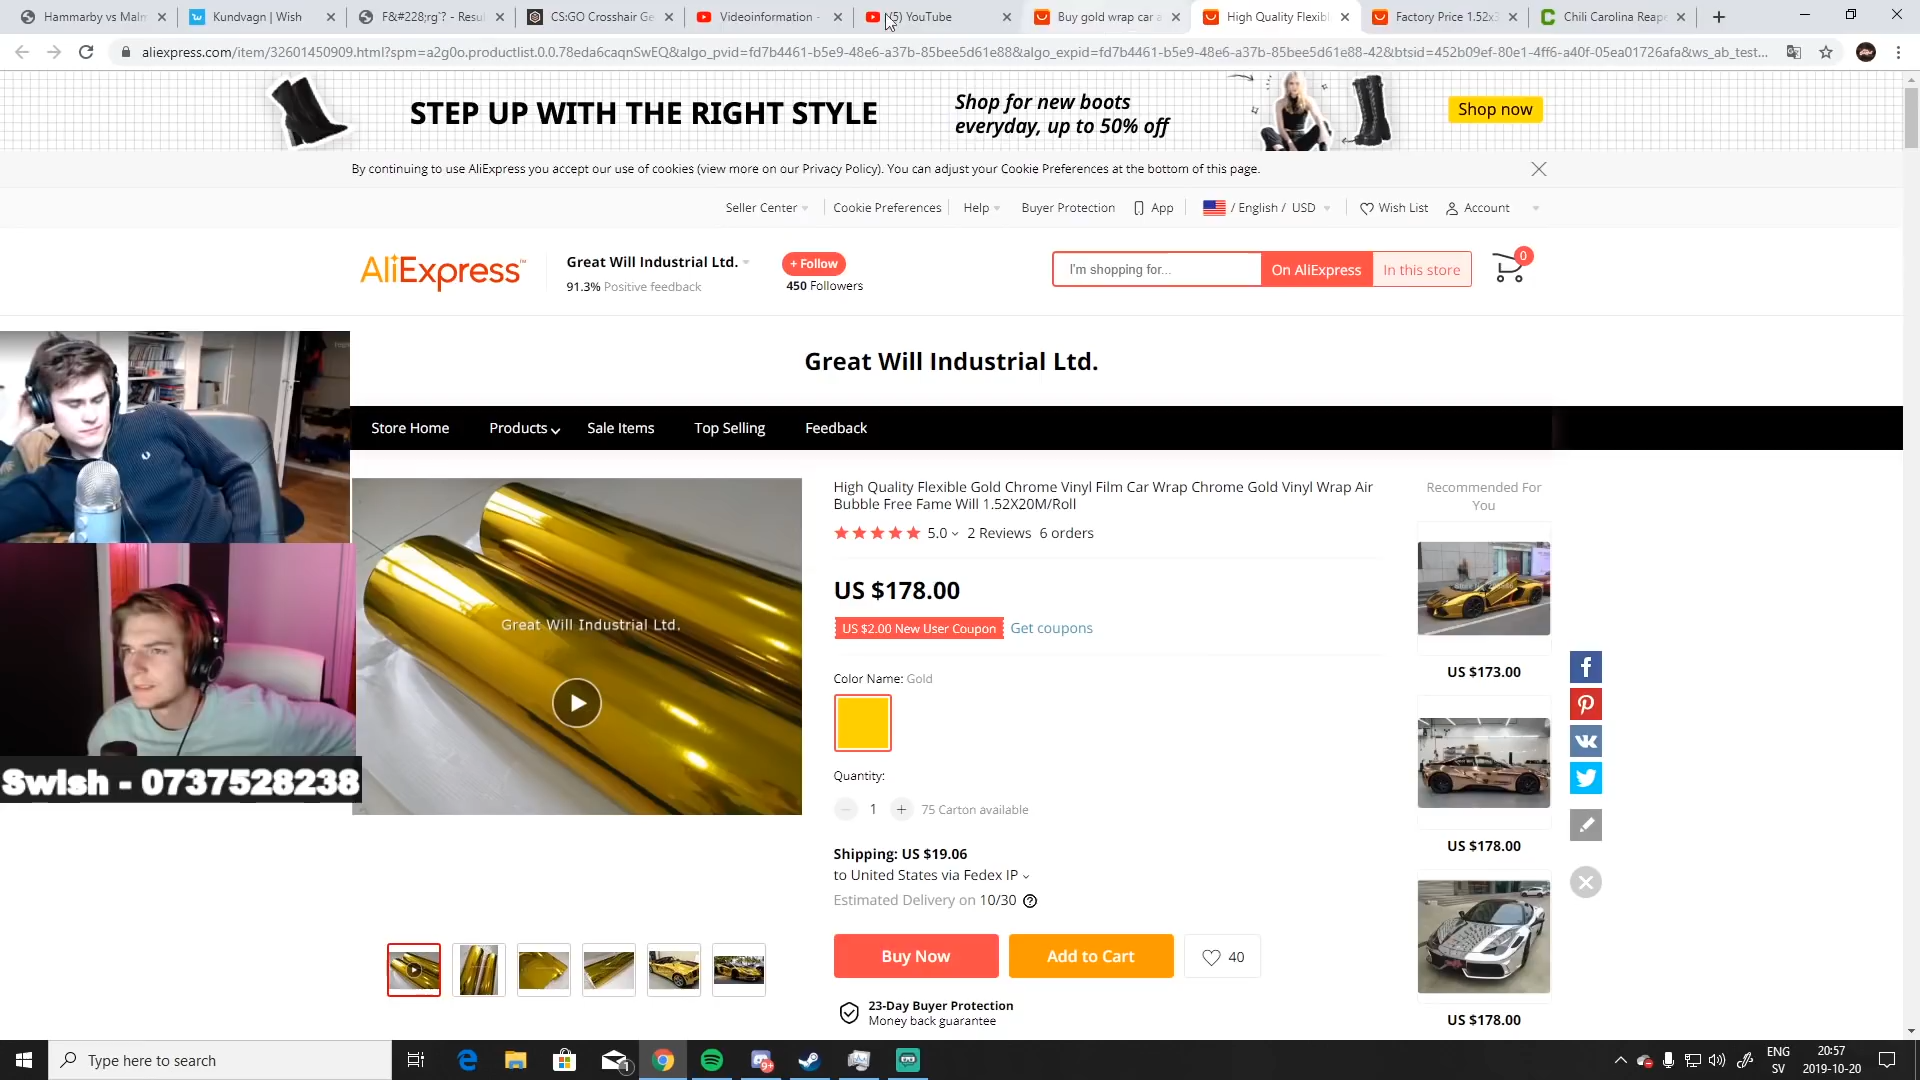 Hammarby vs Malm
Kundvagn | Wish
F&#228;rg`? - Resul
CS:GO Crosshair Ge
Videoinformation -
(5) YouTube
Buy gold wrap car a
High Quality Flexibl
Factory Price 1.52x3
Chili Carolina Reape
aliexpress.com/item/32601450909.html?spm=a2g0o.productlist.0.0.78eda6caqnSwEQ&algo_pvid=fd7b4461-b5e9-48e6-a37b-85bee5d61e88&algo_expid=fd7b4461-b5e9-48e6-a37b-85bee5d61e88-42&btsid=452b09ef-80e1-4ff6-a40f-05ea01726afa&ws_ab_test...
STEP UP WITH THE RIGHT STYLE
Shop for new boots
everyday, up to 50% off
Shop now
By continuing to use AliExpress you accept our use of cookies (view more on our Privacy Policy). You can adjust your Cookie Preferences at the bottom of this page.
Seller Center
Cookie Preferences
Help
Buyer Protection
App
/ English / USD
Wish List
Account
AliExpress™
Great Will Industrial Ltd.
91.3% Positive feedback
+ Follow
450 Followers
I'm shopping for...
On AliExpress
In this store
0
Great Will Industrial Ltd.
Store Home
Products
Sale Items
Top Selling
Feedback
Great Will Industrial Ltd.
High Quality Flexible Gold Chrome Vinyl Film Car Wrap Chrome Gold Vinyl Wrap Air
Bubble Free Fame Will 1.52X20M/Roll
5.0
2 Reviews
6 orders
US $178.00
US $2.00 New User Coupon
Get coupons
Color Name: Gold
Quantity:
1
75 Carton available
Shipping: US $19.06
to United States via Fedex IP
Estimated Delivery on 10/30
Buy Now
Add to Cart
40
23-Day Buyer Protection
Money back guarantee
Recommended For
You
US $173.00
US $178.00
US $178.00
Swish - 0737528238
Type here to search
1
9+
ENG
SV
20:57
2019-10-20